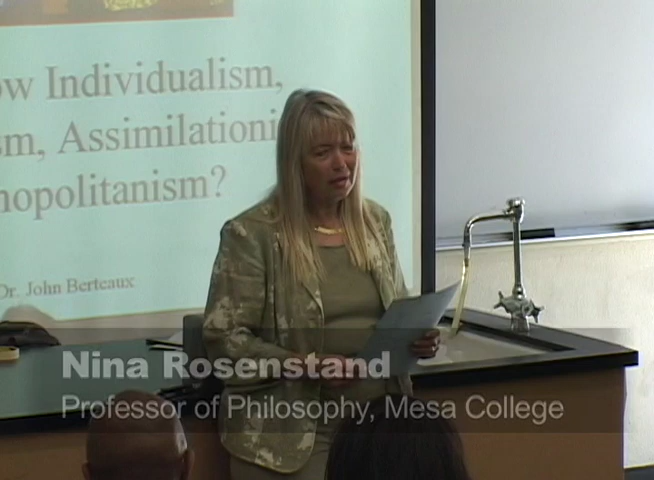 ow Individualism,
sm, Assimilationi
nopolitanism?
Dr. John Berteaux
Nina Rosenstand
Professor of Philosophy, Mesa College